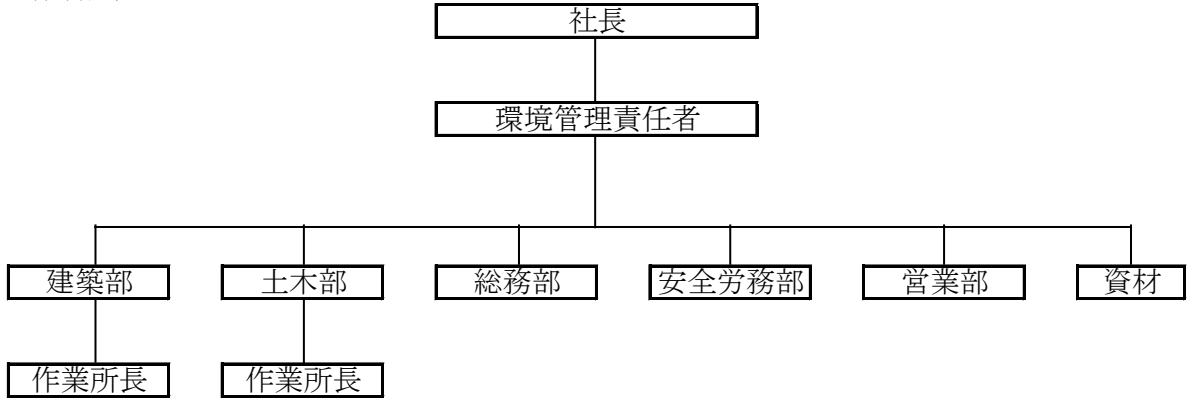 社長
環境管理責任者
建築部 土木部 総務部 安全労務部 営業部 資材
作業所長 作業所長